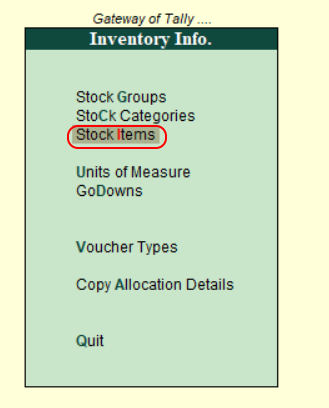 Gateway of Tally ....
Inventory Info.
Stock Groups
StoCk Categories
Stock Items
Units of Measure
GoDowns
Voucher Types
Copy Allocation Details
Quit